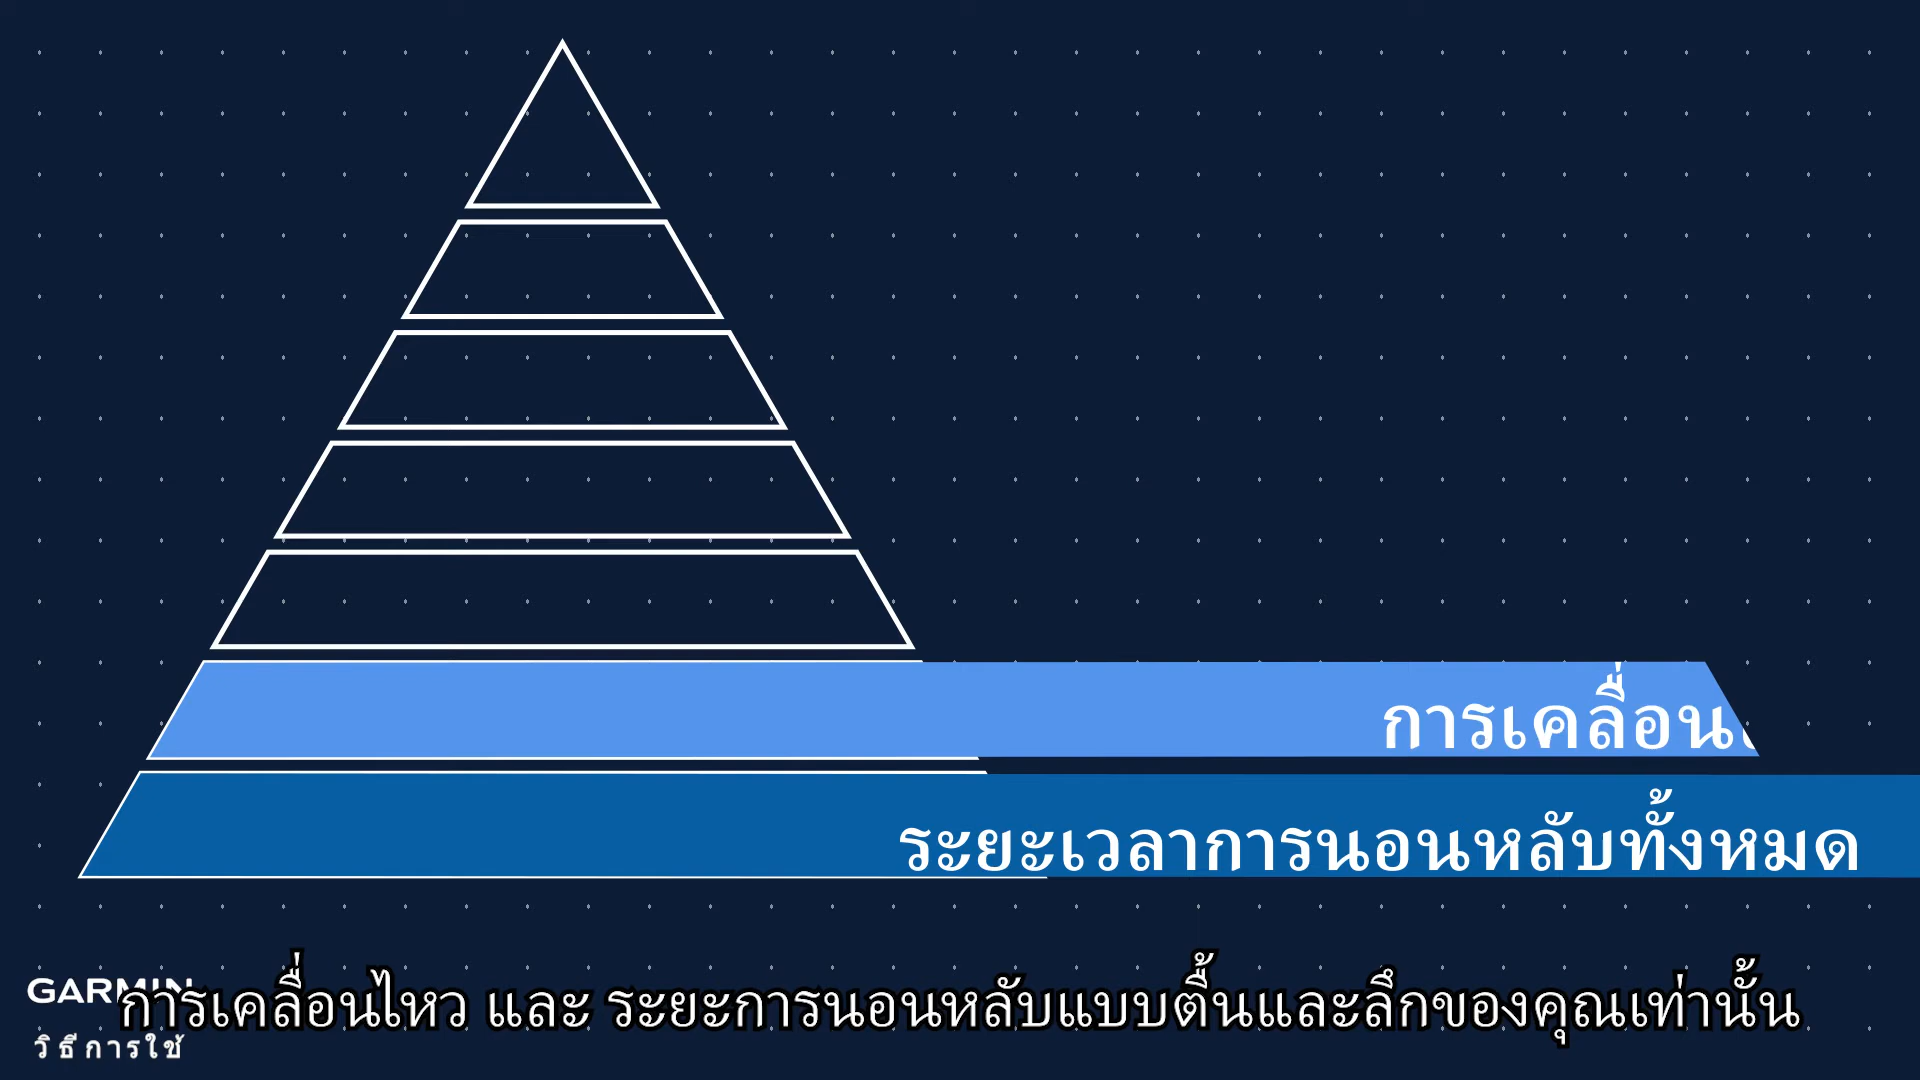 การเคลื่อน
ระยะเวลาการนอนหลับทั้งหมด
GARMIN
การเคลื่อนไหว และ ระยะการนอนหลับแบบตื้นและลึกของคุณเท่านั้น
วิธีการใช้